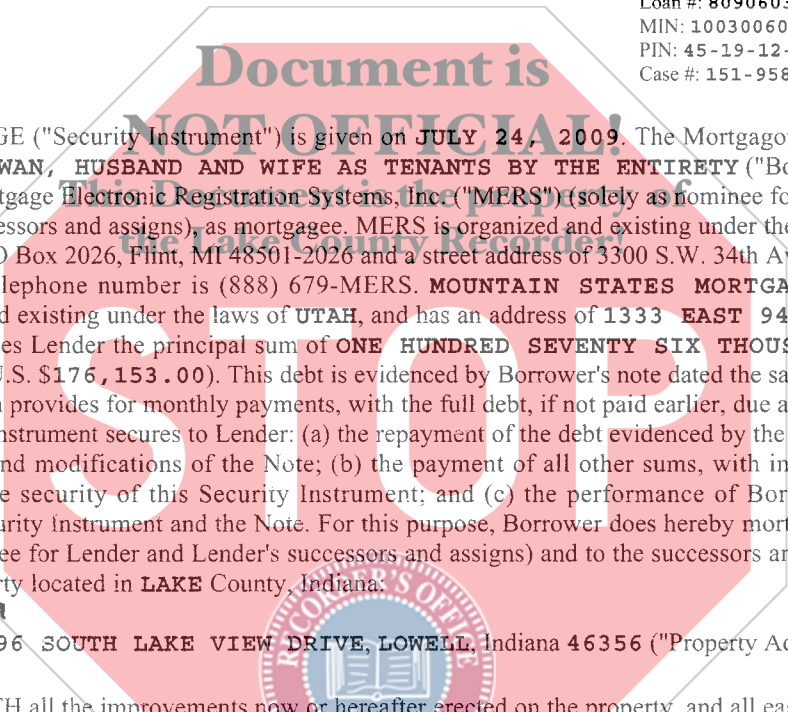 Loan #: 8090603
MIN: 10030060
PIN: 45-19-12-
Case #: 151-958
Document is
NOT OFFICIAL!
This Document is the property of
the Lake County Recorder!
STOP
GE ("Security Instrument") is given on JULY 24, 2009. The Mortgago
WAN, HUSBAND AND WIFE AS TENANTS BY THE ENTIRETY ("Bo
tgage Electronic Registration Systems, Inc. ("MERS") (solely as nominee fo
essors and assigns), as mortgagee. MERS is organized and existing under the
O Box 2026, Flint, MI 48501-2026 and a street address of 3300 S.W. 34th Av
lephone number is (888) 679-MERS. MOUNTAIN STATES MORTGA
d existing under the laws of UTAH, and has an address of 1333 EAST 94
es Lender the principal sum of ONE HUNDRED SEVENTY SIX THOUS
U.S. $176,153.00). This debt is evidenced by Borrower's note dated the sa
n provides for monthly payments, with the full debt, if not paid earlier, due a
nstrument secures to Lender: (a) the repayment of the debt evidenced by the
nd modifications of the Note; (b) the payment of all other sums, with in
e security of this Security Instrument; and (c) the performance of Bor
urity Instrument and the Note. For this purpose, Borrower does hereby mort
ee for Lender and Lender's successors and assigns) and to the successors an
rty located in LAKE County, Indiana:
96 SOUTH LAKE VIEW DRIVE, LOWELL, Indiana 46356 ("Property Ad
RECORDER'S OFFICE
TH all the improvements now or hereafter erected on the property, and all eas